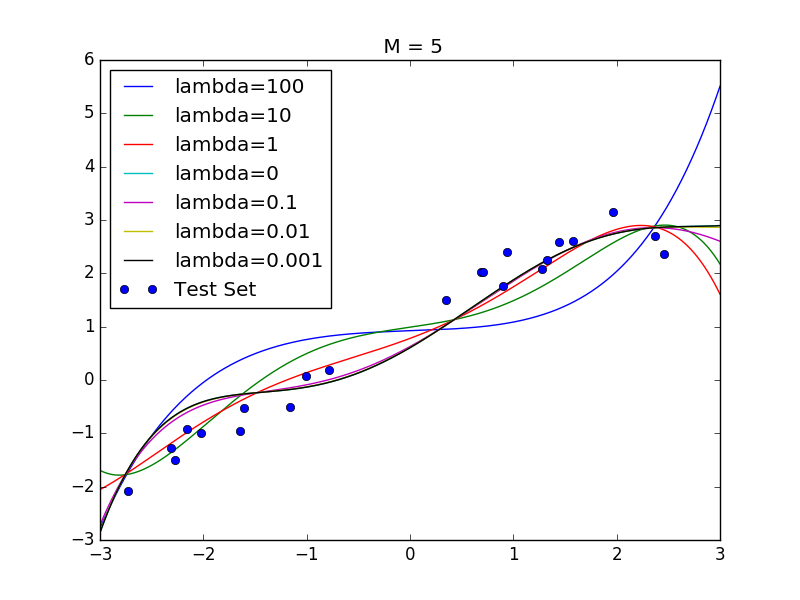 M = 5
6
5
4
3
2
1
0
−1
−2
−3
lambda=100
lambda=10
lambda=1
lambda=0
lambda=0.1
lambda=0.01
lambda=0.001
Test Set
−3 −2 −1 0 1 2 3